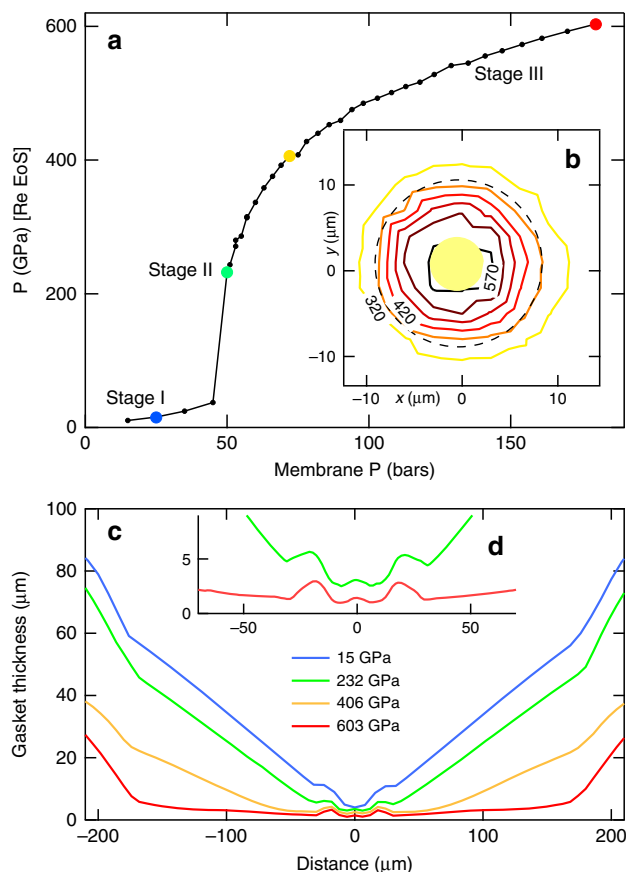 a
600
400
200
0
P (GPa) [Re EoS]
Stage I
Stage II
Stage III
0
50
100
150
Membrane P (bars)
b
10
0
−10
y (μm)
320
420
570
−10
x (μm)
0
10
c
100
80
60
40
20
0
Gasket thickness (μm)
d
5
0
−50
0
50
15 GPa
232 GPa
406 GPa
603 GPa
−200
−100
0
100
200
Distance (μm)